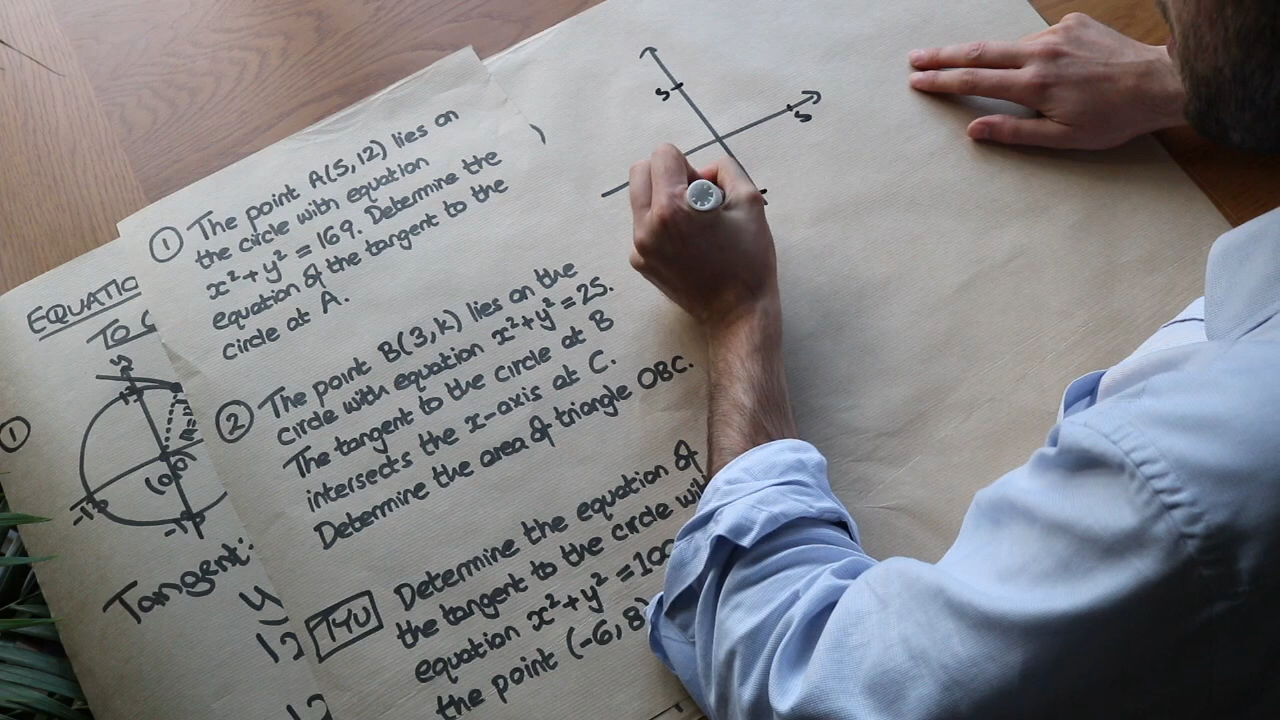 ① The point A(5,12) lies on
the circle with equation
x²+y² = 169. Determine the
equation of the tangent to the
circle at A.
② The point B(3,k) lies on the
circle with equation x²+y² = 25.
The tangent to the circle at B
intersects the x-axis at C.
Determine the area of triangle OBC.
TYU Determine the equation of
the tangent to the circle
equation x²+y² = 100
the point (-6,8)
5
5
EQUATIO
TO
①
y
(0,0)
Tangent: